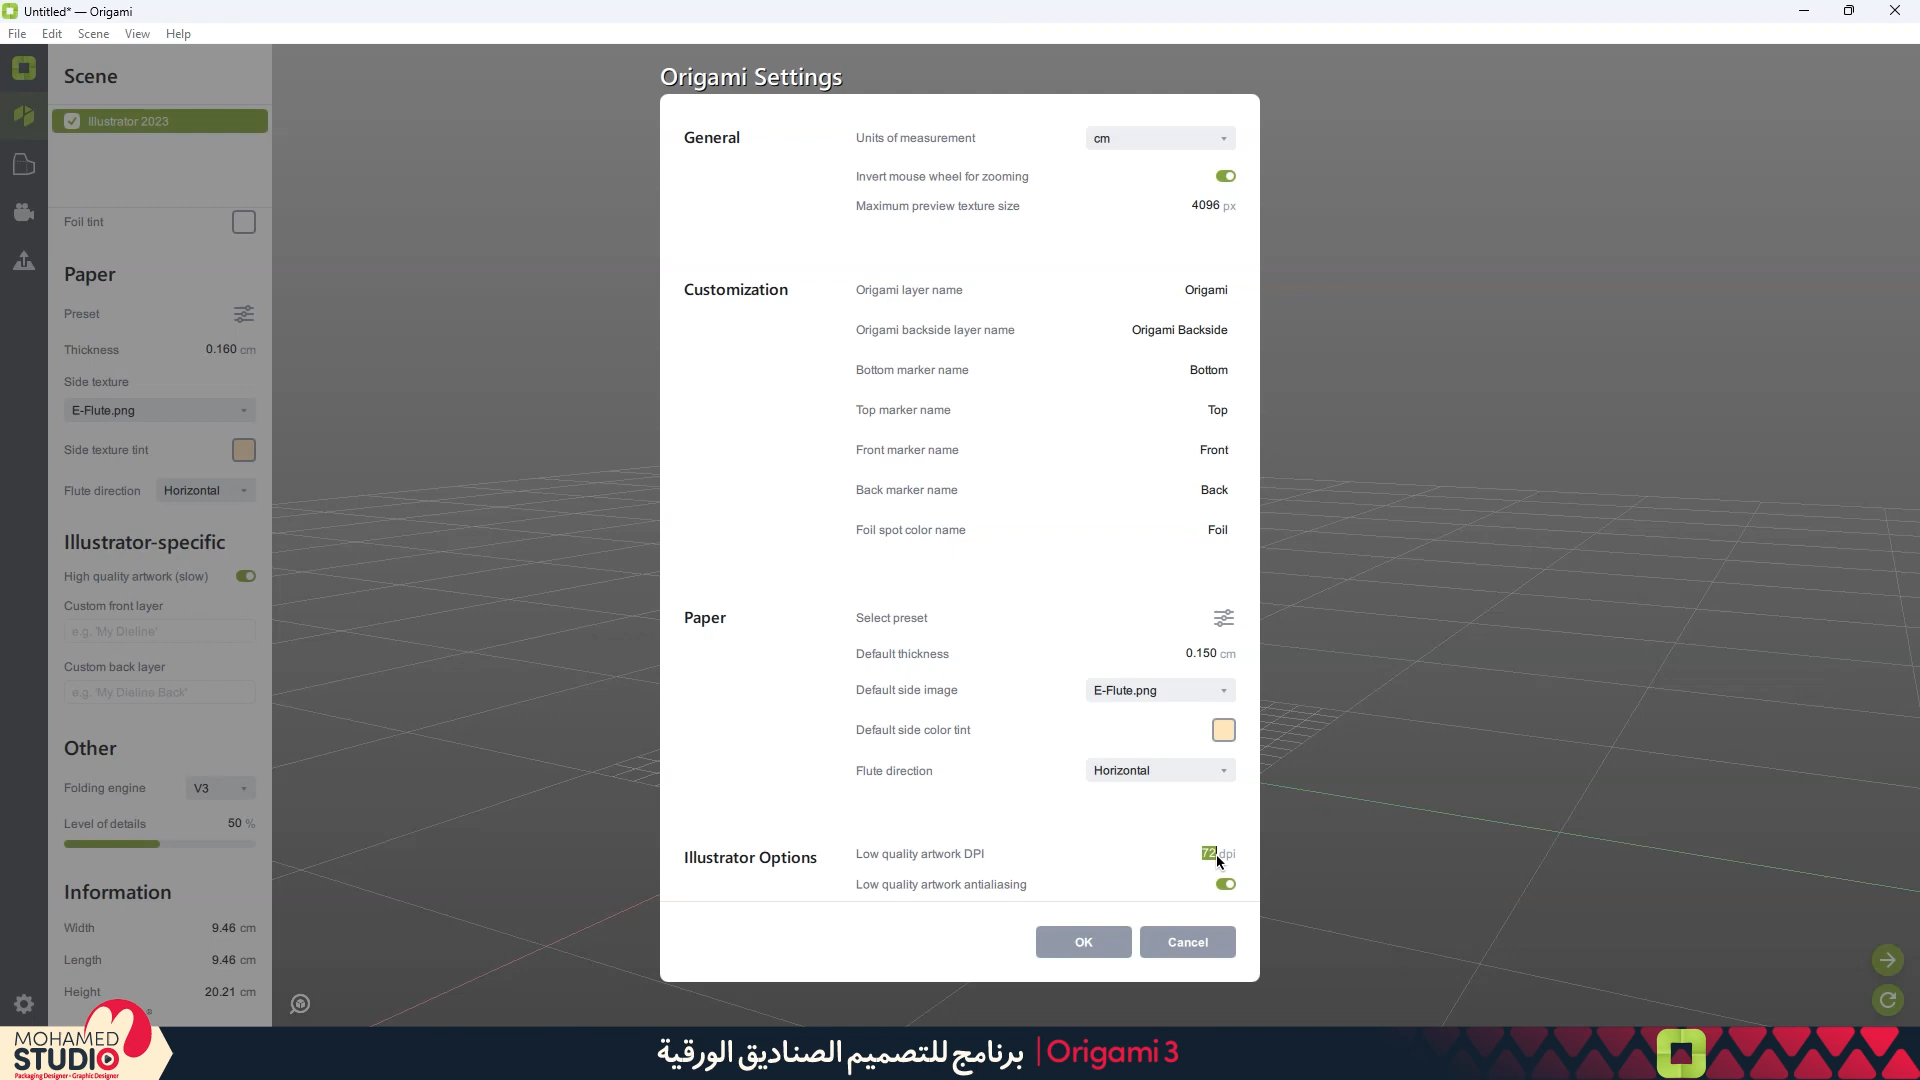 Untitled* — Origami
File Edit Scene View Help
Scene
Illustrator 2023
Foil tint
Paper
Preset
Thickness 0.160 cm
Side texture
E-Flute.png
Side texture tint
Flute direction Horizontal
Illustrator-specific
High quality artwork (slow)
Custom front layer
e.g. 'My Dieline'
Custom back layer
e.g. 'My Dieline Back'
Other
Folding engine V3
Level of details 50 %
Information
Width 9.46 cm
Length 9.46 cm
Height 20.21 cm
Origami Settings
General
Units of measurement cm
Invert mouse wheel for zooming
Maximum preview texture size 4096 px
Customization
Origami layer name Origami
Origami backside layer name Origami Backside
Bottom marker name Bottom
Top marker name Top
Front marker name Front
Back marker name Back
Foil spot color name Foil
Paper
Select preset
Default thickness 0.150 cm
Default side image E-Flute.png
Default side color tint
Flute direction Horizontal
Illustrator Options
Low quality artwork DPI 72 dpi
Low quality artwork antialiasing
OK Cancel
MOHAMED
STUDIO
Packaging Designer - Graphic Designer
برنامج للتصميم الصناديق الورقية | Origami 3